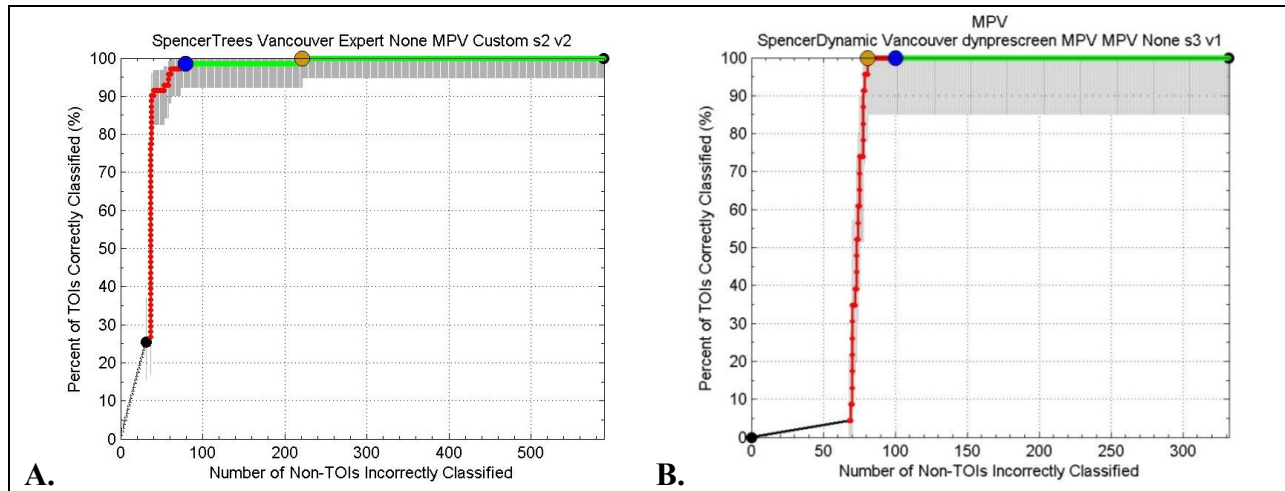 SpencerTrees Vancouver Expert None MPV Custom s2 v2
100
90
80
70
60
50
40
30
20
10
0
Percent of TOIs Correctly Classified (%)
0 100 200 300 400 500
Number of Non-TOIs Incorrectly Classified
A.
MPV
SpencerDynamic Vancouver dynprescreen MPV MPV None s3 v1
100
90
80
70
60
50
40
30
20
10
0
Percent of TOIs Correctly Classified (%)
0 50 100 150 200 250 300
Number of Non-TOIs Incorrectly Classified
B.